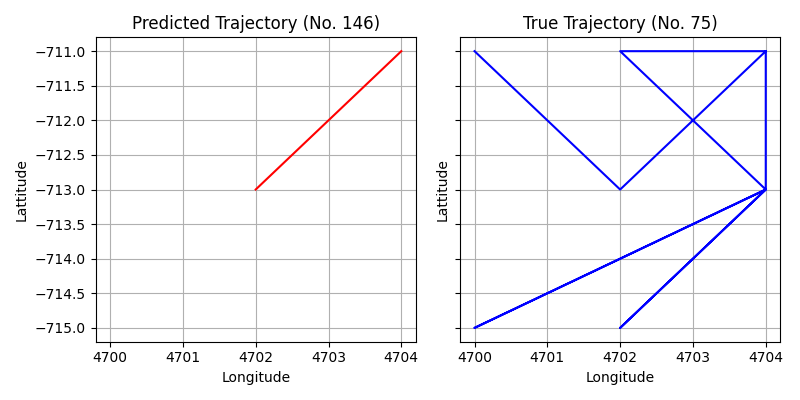 Predicted Trajectory (No. 146)
−711.0
−711.5
−712.0
−712.5
−713.0
−713.5
−714.0
−714.5
−715.0
Lattitude
4700 4701 4702 4703 4704
Longitude
True Trajectory (No. 75)
Lattitude
4700 4701 4702 4703 4704
Longitude